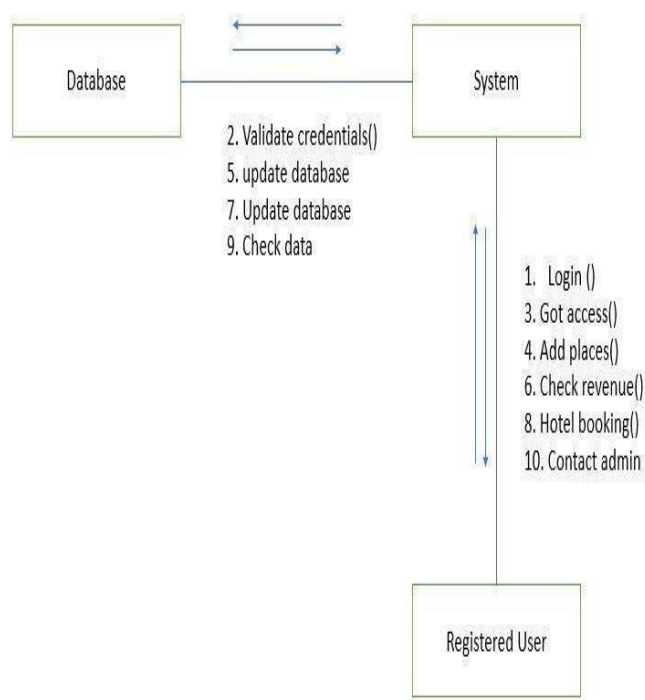 Database
System
2. Validate credentials()
5. update database
7. Update database
9. Check data
1. Login ()
3. Got access()
4. Add places()
6. Check revenue()
8. Hotel booking()
10. Contact admin
Registered User